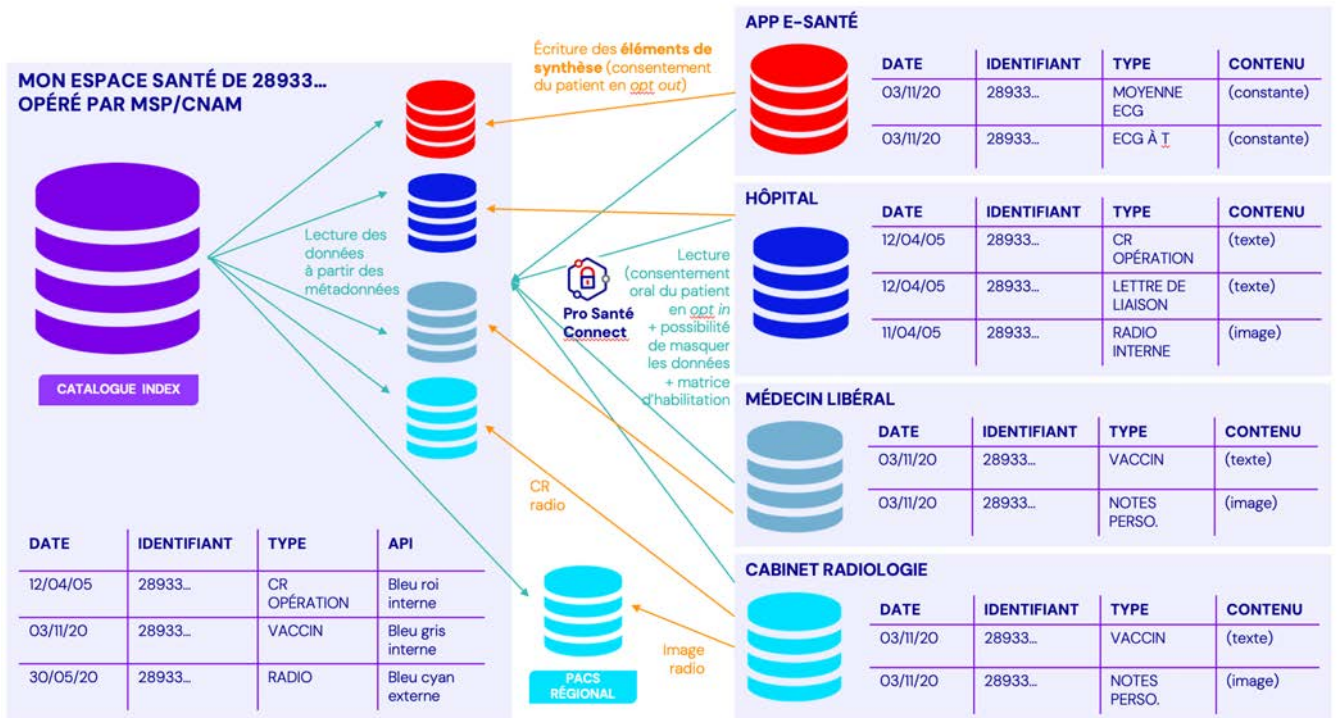 MON ESPACE SANTÉ DE 28933...
OPÉRÉ PAR MSP/CNAM
CATALOGUE INDEX
Lecture des
données
à partir des
métadonnées
DATE IDENTIFIANT TYPE API
12/04/05 28933... CR Bleu roi
OPÉRATION interne
03/11/20 28933... VACCIN Bleu gris
interne
30/05/20 28933... RADIO Bleu cyan
externe
Écriture des éléments de
synthèse (consentement
du patient en opt out)
Pro Santé
Connect
Lecture
(consentement
oral du patient
en opt in
+ possibilité
de masquer
les données
+ matrice
d'habilitation
CR
radio
Image
radio
PACS
RÉGIONAL
APP E-SANTÉ
DATE IDENTIFIANT TYPE CONTENU
03/11/20 28933... MOYENNE (constante)
ECG
03/11/20 28933... ECG À T (constante)
HÔPITAL
DATE IDENTIFIANT TYPE CONTENU
12/04/05 28933... CR (texte)
OPÉRATION
12/04/05 28933... LETTRE DE (texte)
LIAISON
11/04/05 28933... RADIO (image)
INTERNE
MÉDECIN LIBÉRAL
DATE IDENTIFIANT TYPE CONTENU
03/11/20 28933... VACCIN (texte)
03/11/20 28933... NOTES (image)
PERSO.
CABINET RADIOLOGIE
DATE IDENTIFIANT TYPE CONTENU
03/11/20 28933... VACCIN (texte)
03/11/20 28933... NOTES (image)
PERSO.